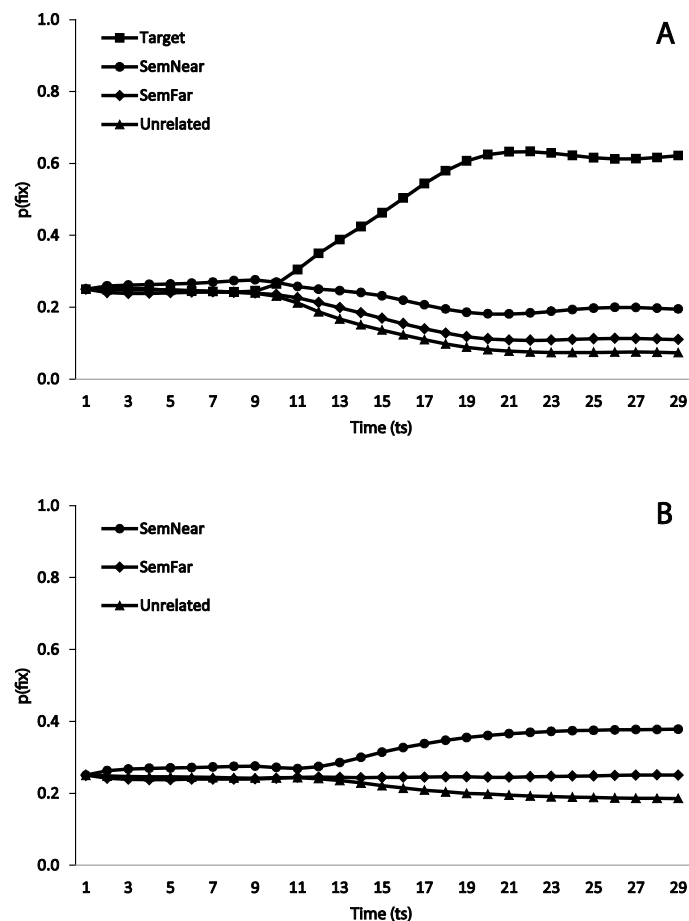 A
1.0
Target
SemNear
0.8
SemFar
Unrelated
0.6
p(fix)
0.4
0.2
0.0
1 3 5 7 9 11 13 15 17 19 21 23 25 27 29
Time (ts)
B
1.0
SemNear
0.8
SemFar
Unrelated
0.6
p(fix)
0.4
0.2
0.0
1 3 5 7 9 11 13 15 17 19 21 23 25 27 29
Time (ts)